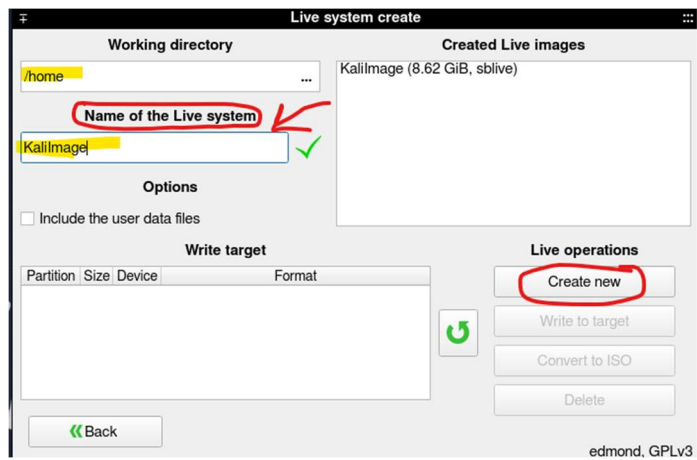 Live system create
Working directory
/home
...
Name of the Live system
KaliImage
Options
Include the user data files
Created Live images
KaliImage (8.62 GiB, sblive)
Write target
Partition Size Device Format
Live operations
Create new
Write to target
Convert to ISO
Delete
Back
edmond, GPLv3